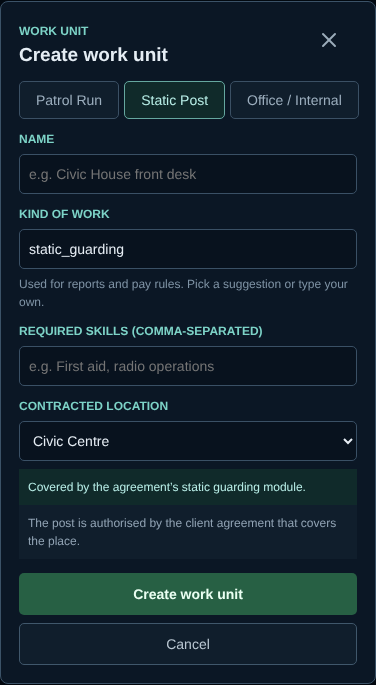 WORK UNIT
Create work unit
Patrol Run
Static Post
Office / Internal
NAME
e.g. Civic House front desk
KIND OF WORK
static_guarding
Used for reports and pay rules. Pick a suggestion or type your
own.
REQUIRED SKILLS (COMMA-SEPARATED)
e.g. First aid, radio operations
CONTRACTED LOCATION
Civic Centre
Covered by the agreement's static guarding module.
The post is authorised by the client agreement that covers
the place.
Create work unit
Cancel